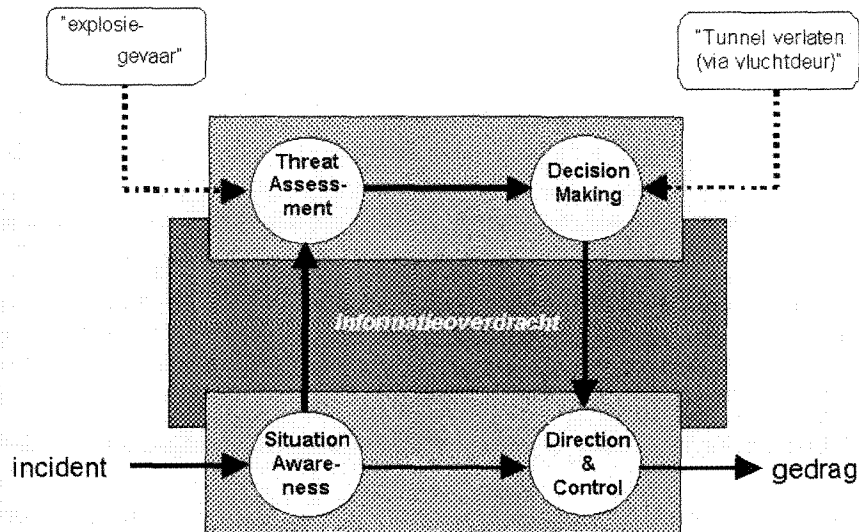 "explosie-
gevaar"
"Tunnel verlaten
(via vluchtdeur)"
Threat
Assess-
ment
Decision
Making
Informatieoverdracht
incident
Situation
Aware-
ness
Direction
&
Control
gedrag